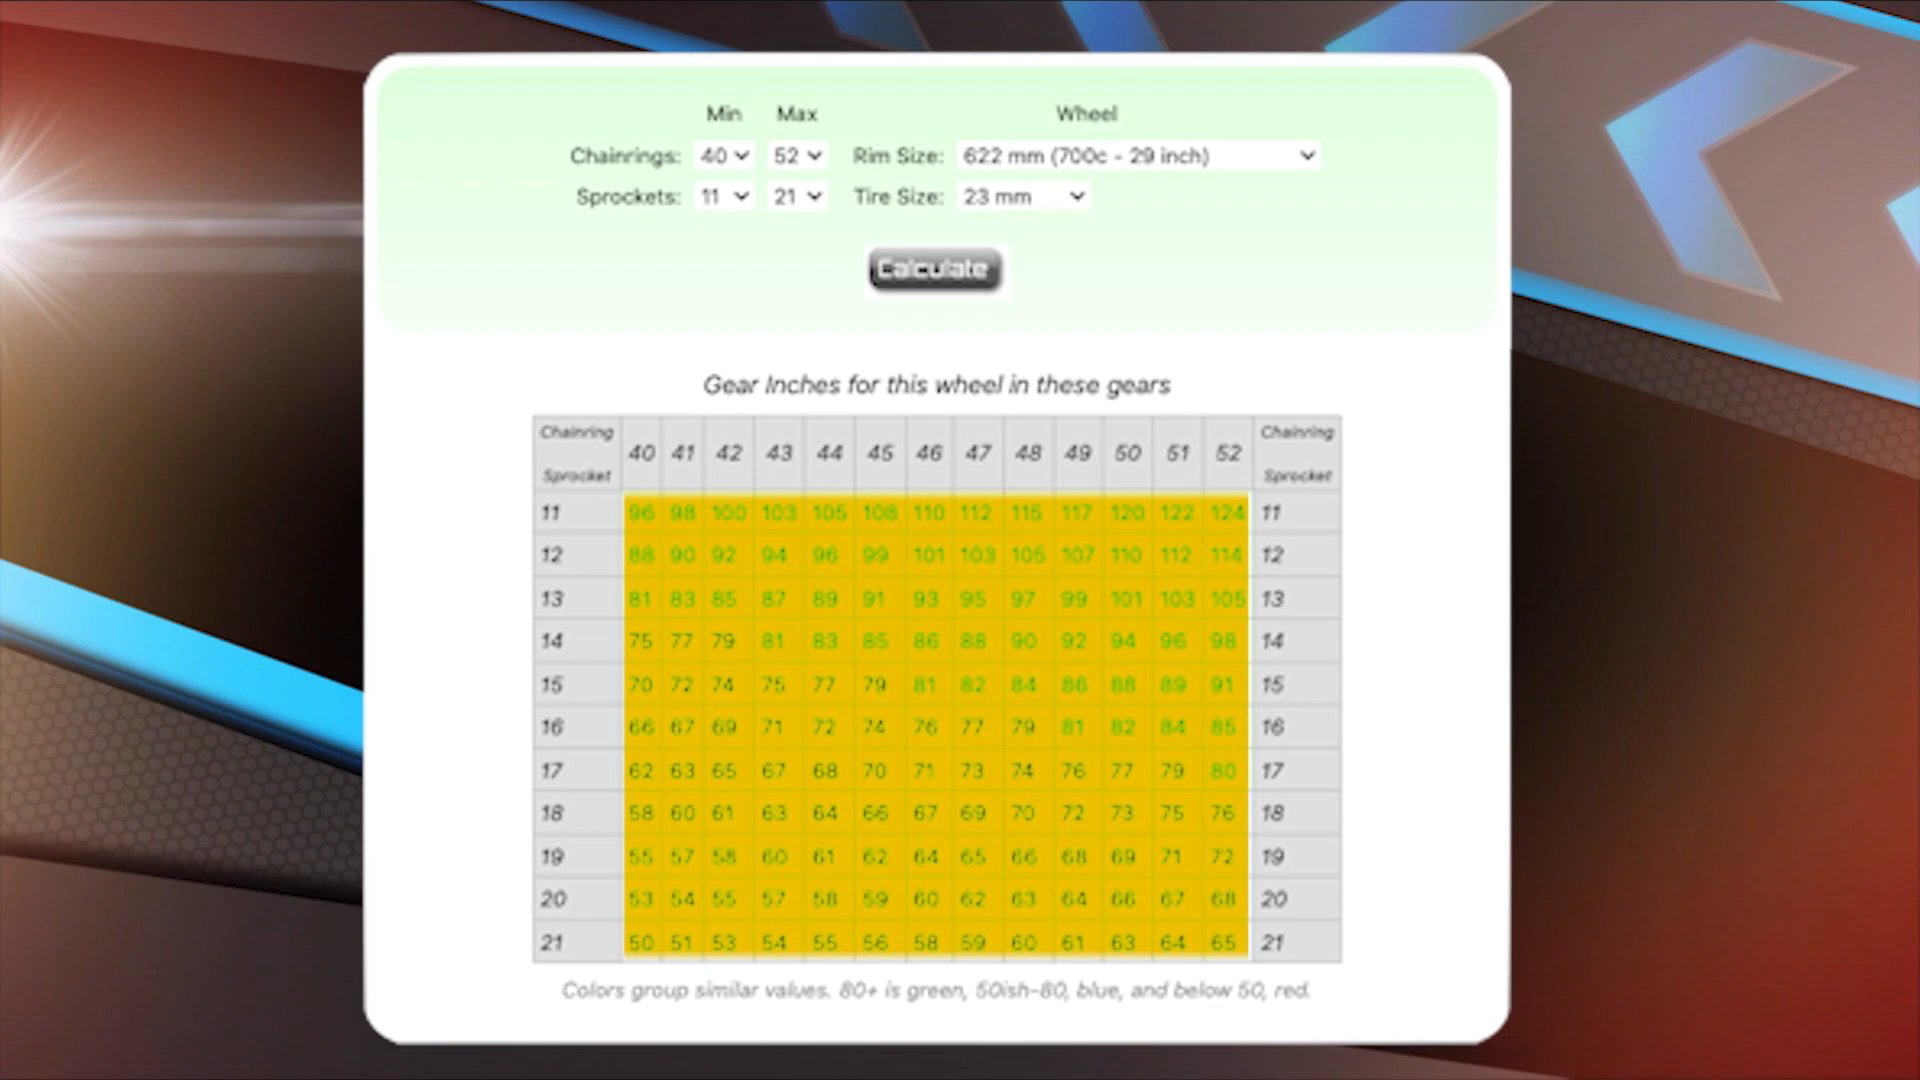 Min Max Wheel
Chainrings: 40 52 Rim Size: 622 mm (700c - 29 inch)
Sprockets: 11 21 Tire Size: 23 mm
Calculate
Gear Inches for this wheel in these gears
Chainring Chainring
40 41 42 43 44 45 46 47 48 49 50 51 52
Sprocket Sprocket
11 96 98 100 103 105 108 110 112 115 117 120 122 124 11
12 88 90 92 94 96 99 101 103 105 107 110 112 114 12
13 81 83 85 87 89 91 93 95 97 99 101 103 105 13
14 75 77 79 81 83 85 86 88 90 92 94 96 98 14
15 70 72 74 75 77 79 81 82 84 86 88 89 91 15
16 66 67 69 71 72 74 76 77 79 81 82 84 85 16
17 62 63 65 67 68 70 71 73 74 76 77 79 80 17
18 58 60 61 63 64 66 67 69 70 72 73 75 76 18
19 55 57 58 60 61 62 64 65 66 68 69 71 72 19
20 53 54 55 57 58 59 60 62 63 64 66 67 68 20
21 50 51 53 54 55 56 58 59 60 61 63 64 65 21
Colors group similar values. 80+ is green, 50ish-80, blue, and below 50, red.